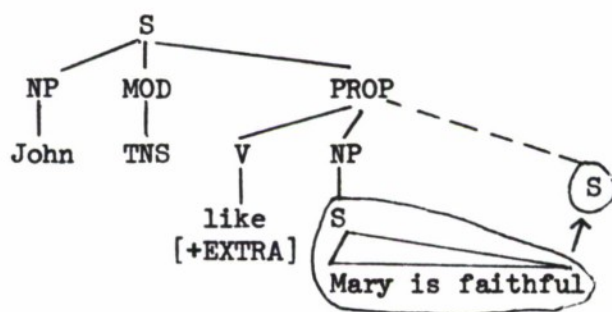 S
NP MOD PROP
John TNS V NP S
like S
[+EXTRA]
Mary is faithful